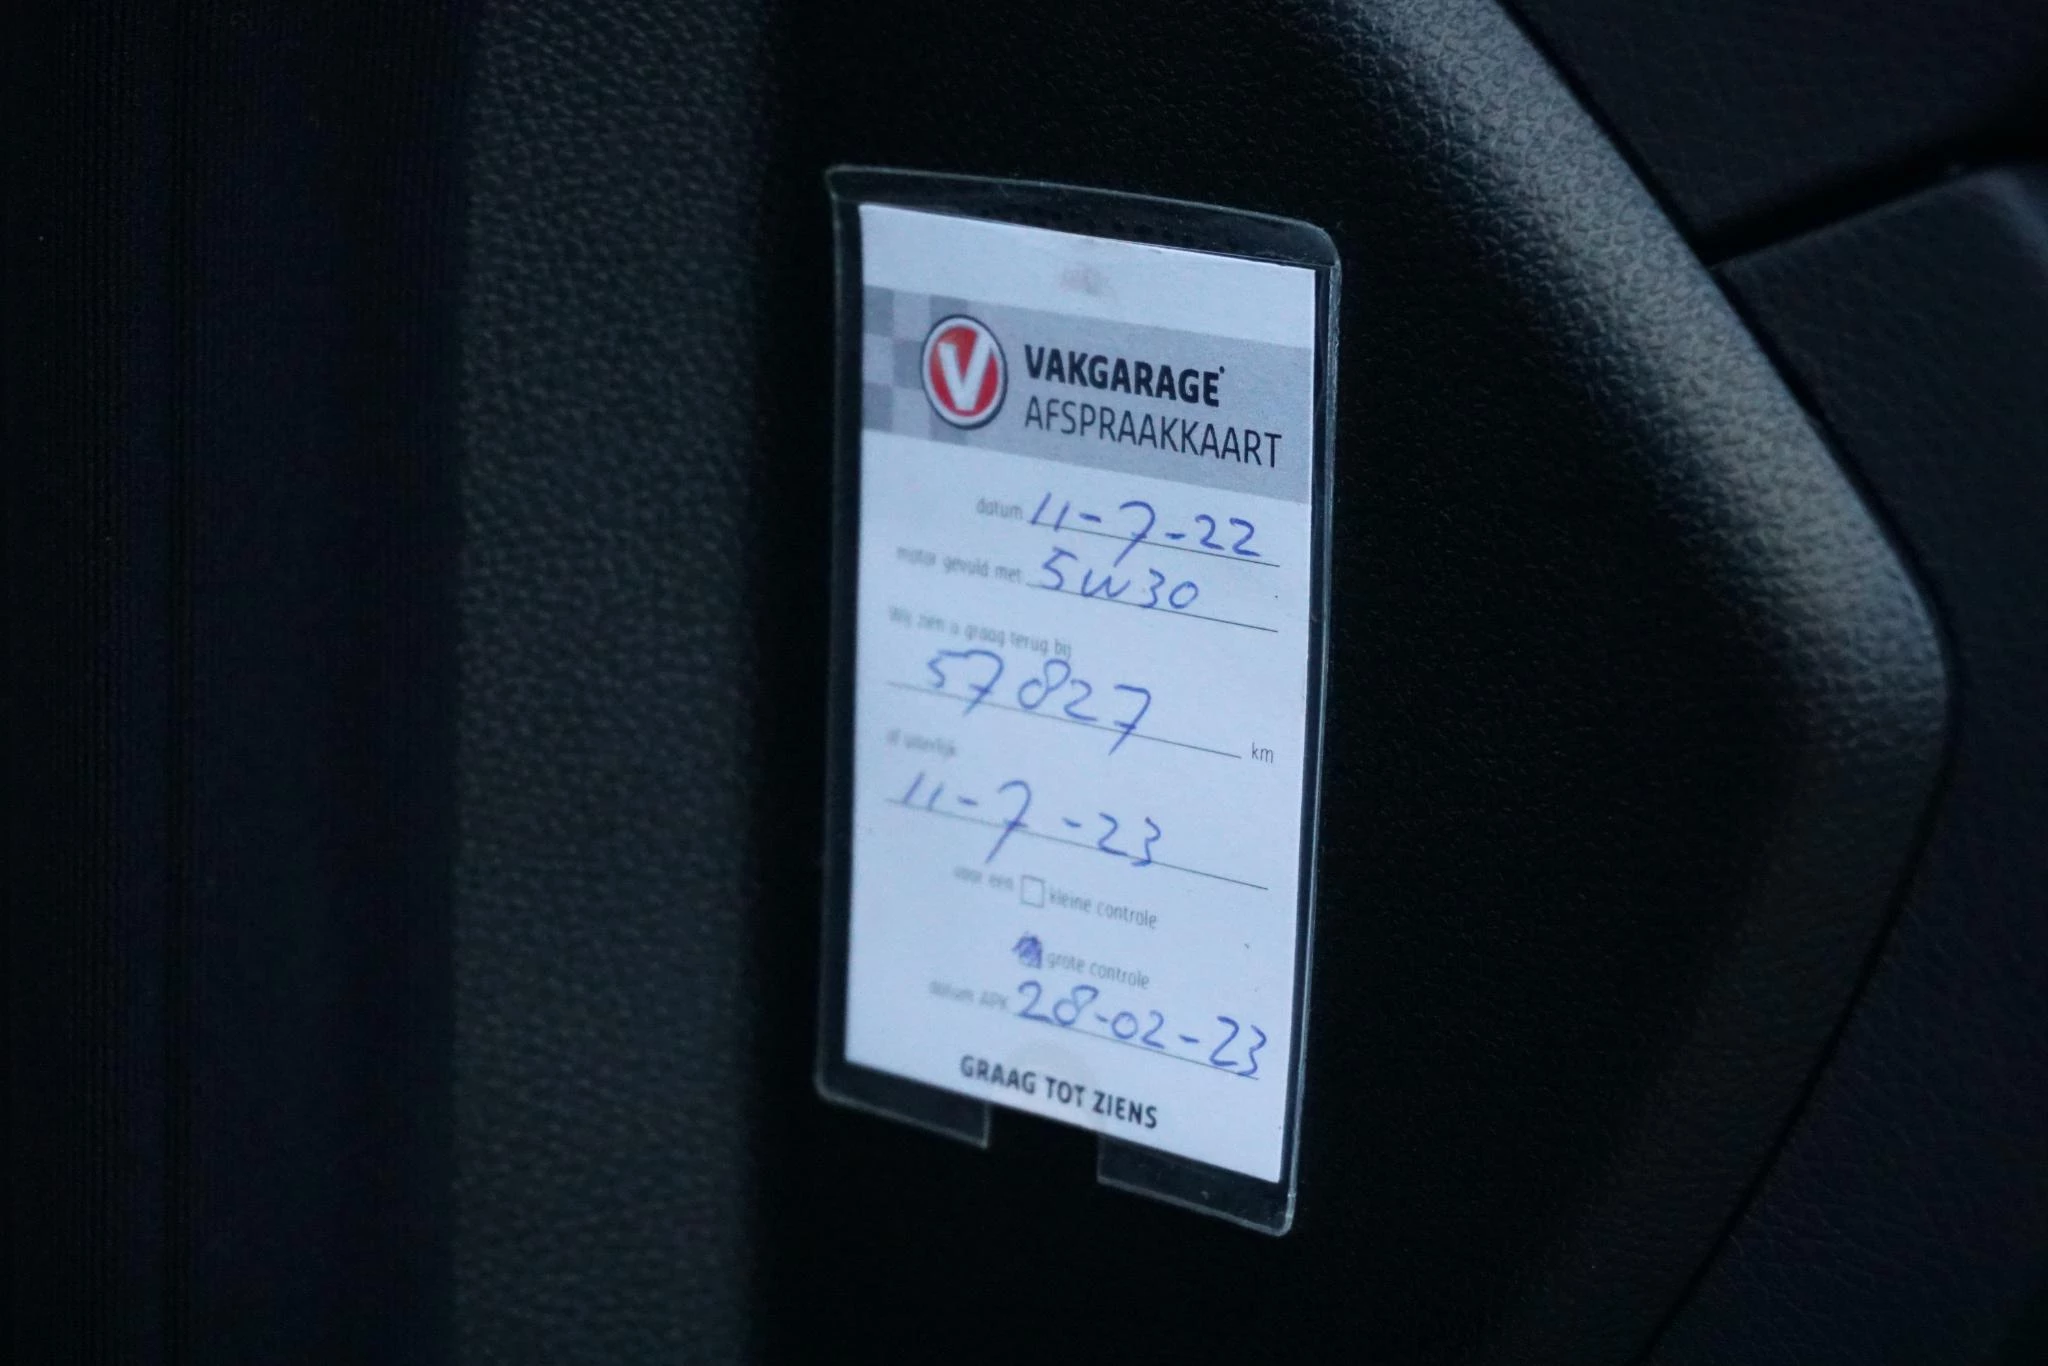 V
VAKGARAGE
AFSPRAAKKAART
datum 11-7-22
motor gevuld met 5W30
Wij zien u graag terug bij
57827 km
of uiterlijk
11-7-23
voor een kleine controle
grote controle
datum APK 28-02-23
GRAAG TOT ZIENS